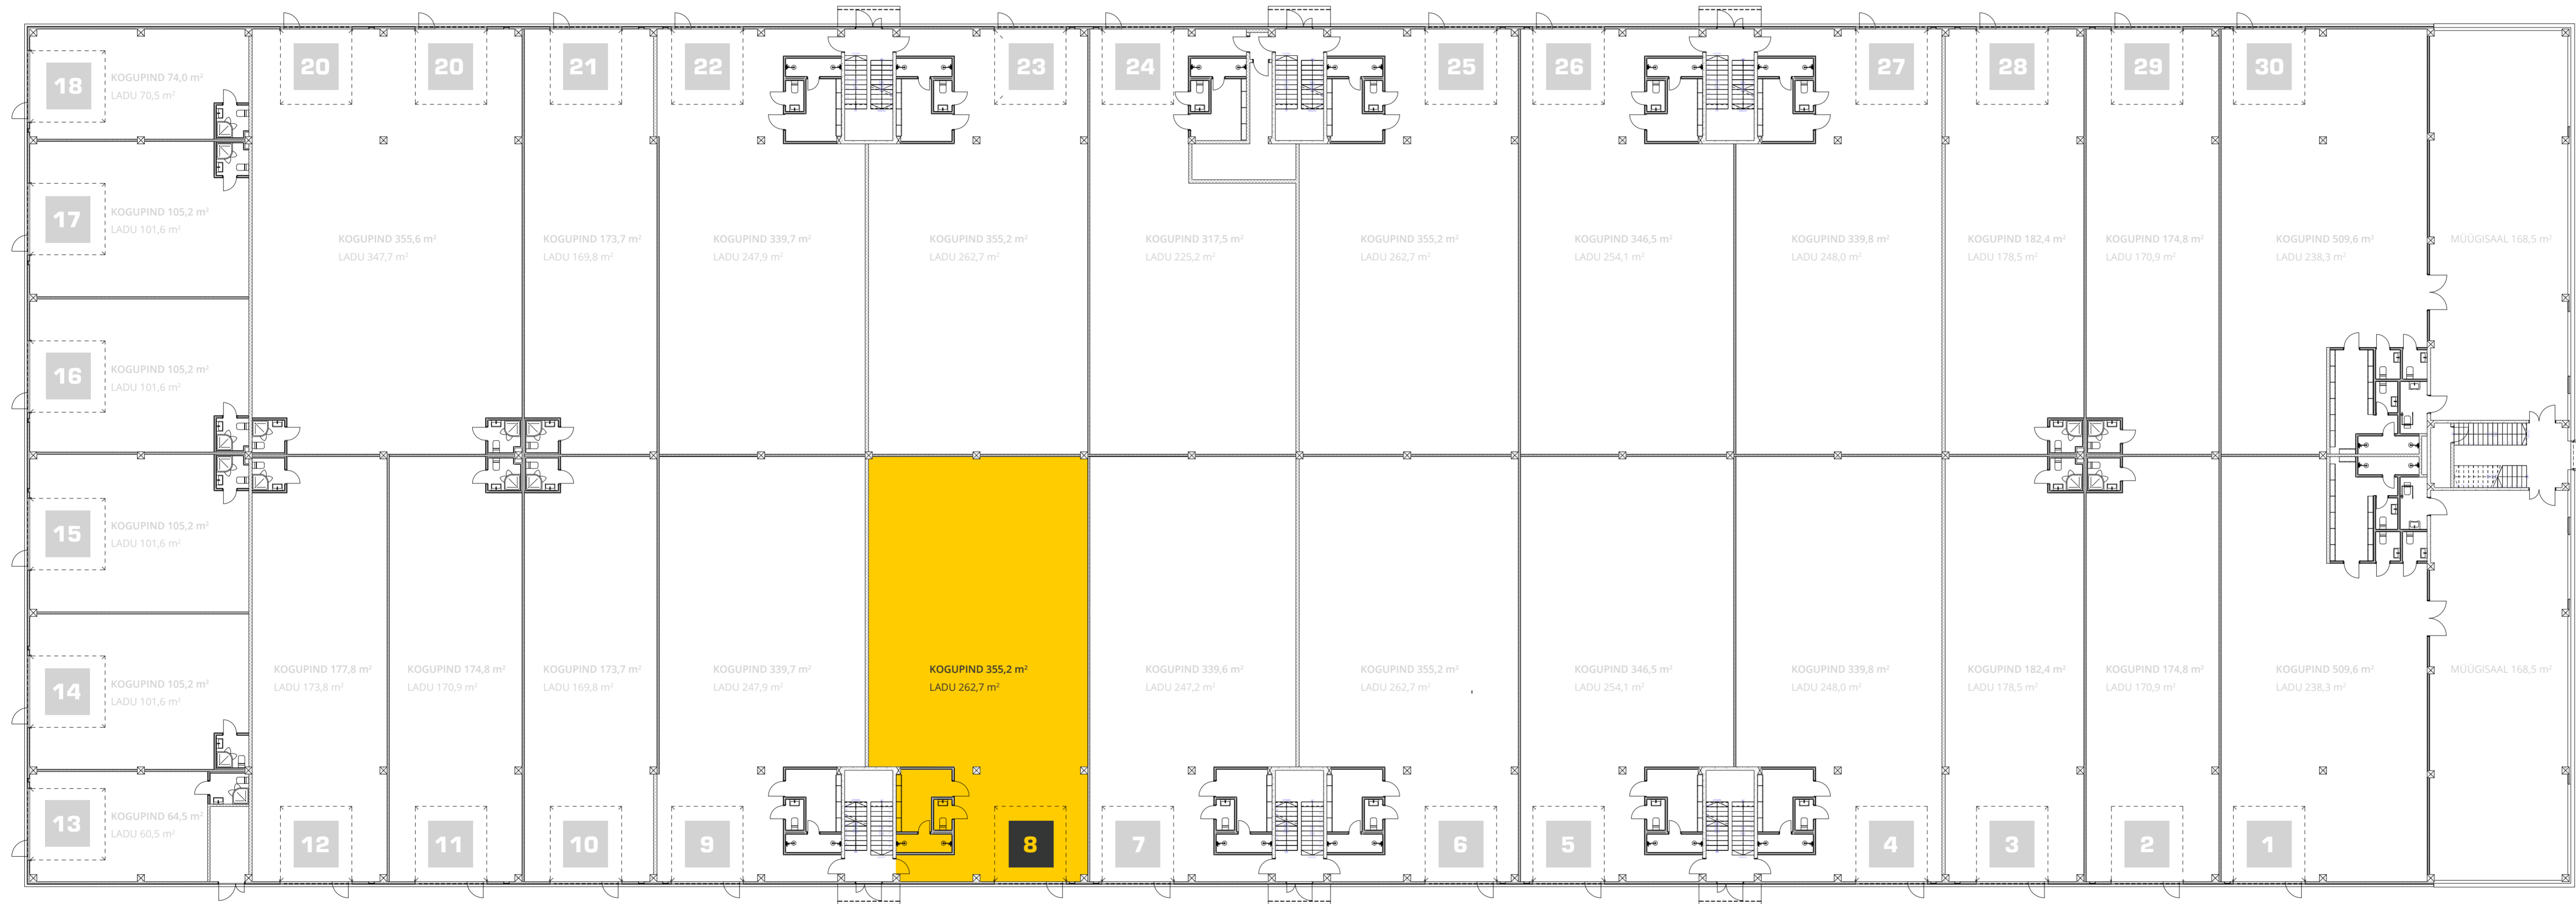 20
20
21
22
23
24
25
26
27
28
29
30
18
KOGUPIND 74,0 m²
LADU 70,5 m²
17
KOGUPIND 105,2 m²
LADU 101,6 m²
KOGUPIND 355,6 m²
LADU 347,7 m²
KOGUPIND 173,7 m²
LADU 169,8 m²
KOGUPIND 339,7 m²
LADU 247,9 m²
KOGUPIND 355,2 m²
LADU 262,7 m²
KOGUPIND 317,5 m²
LADU 225,2 m²
KOGUPIND 355,2 m²
LADU 262,7 m²
KOGUPIND 346,5 m²
LADU 254,1 m²
KOGUPIND 339,8 m²
LADU 248,0 m²
KOGUPIND 182,4 m²
LADU 178,5 m²
KOGUPIND 174,8 m²
LADU 170,9 m²
KOGUPIND 509,6 m²
LADU 238,3 m²
MÜÜGISAAL 168,5 m²
16
KOGUPIND 105,2 m²
LADU 101,6 m²
15
KOGUPIND 105,2 m²
LADU 101,6 m²
14
KOGUPIND 105,2 m²
LADU 101,6 m²
KOGUPIND 177,8 m²
LADU 173,8 m²
KOGUPIND 174,8 m²
LADU 170,9 m²
KOGUPIND 173,7 m²
LADU 169,8 m²
KOGUPIND 339,7 m²
LADU 247,9 m²
KOGUPIND 355,2 m²
LADU 262,7 m²
KOGUPIND 339,6 m²
LADU 247,2 m²
KOGUPIND 355,2 m²
LADU 262,7 m²
KOGUPIND 346,5 m²
LADU 254,1 m²
KOGUPIND 339,8 m²
LADU 248,0 m²
KOGUPIND 182,4 m²
LADU 178,5 m²
KOGUPIND 174,8 m²
LADU 170,9 m²
KOGUPIND 509,6 m²
LADU 238,3 m²
MÜÜGISAAL 168,5 m²
13
KOGUPIND 64,5 m²
LADU 60,5 m²
12
11
10
9
8
7
6
5
4
3
2
1